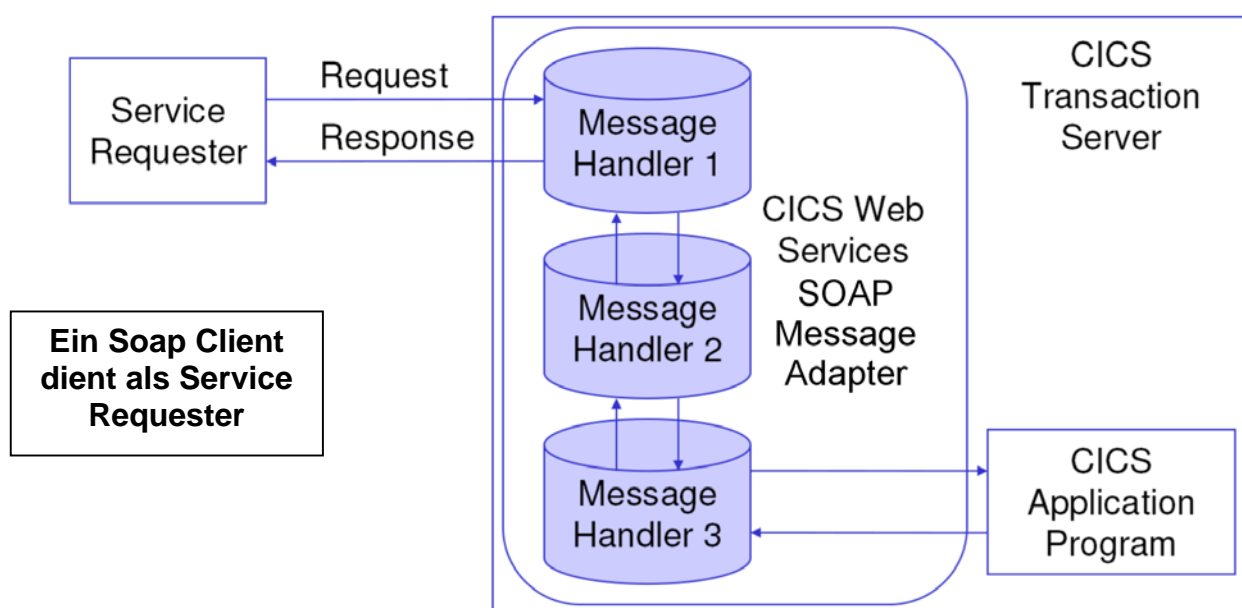 Service
Requester
Request
Response
Message
Handler 1
Message
Handler 2
Message
Handler 3
CICS Web
Services
SOAP
Message
Adapter
CICS
Transaction
Server
CICS
Application
Program
Ein Soap Client
dient als Service
Requester